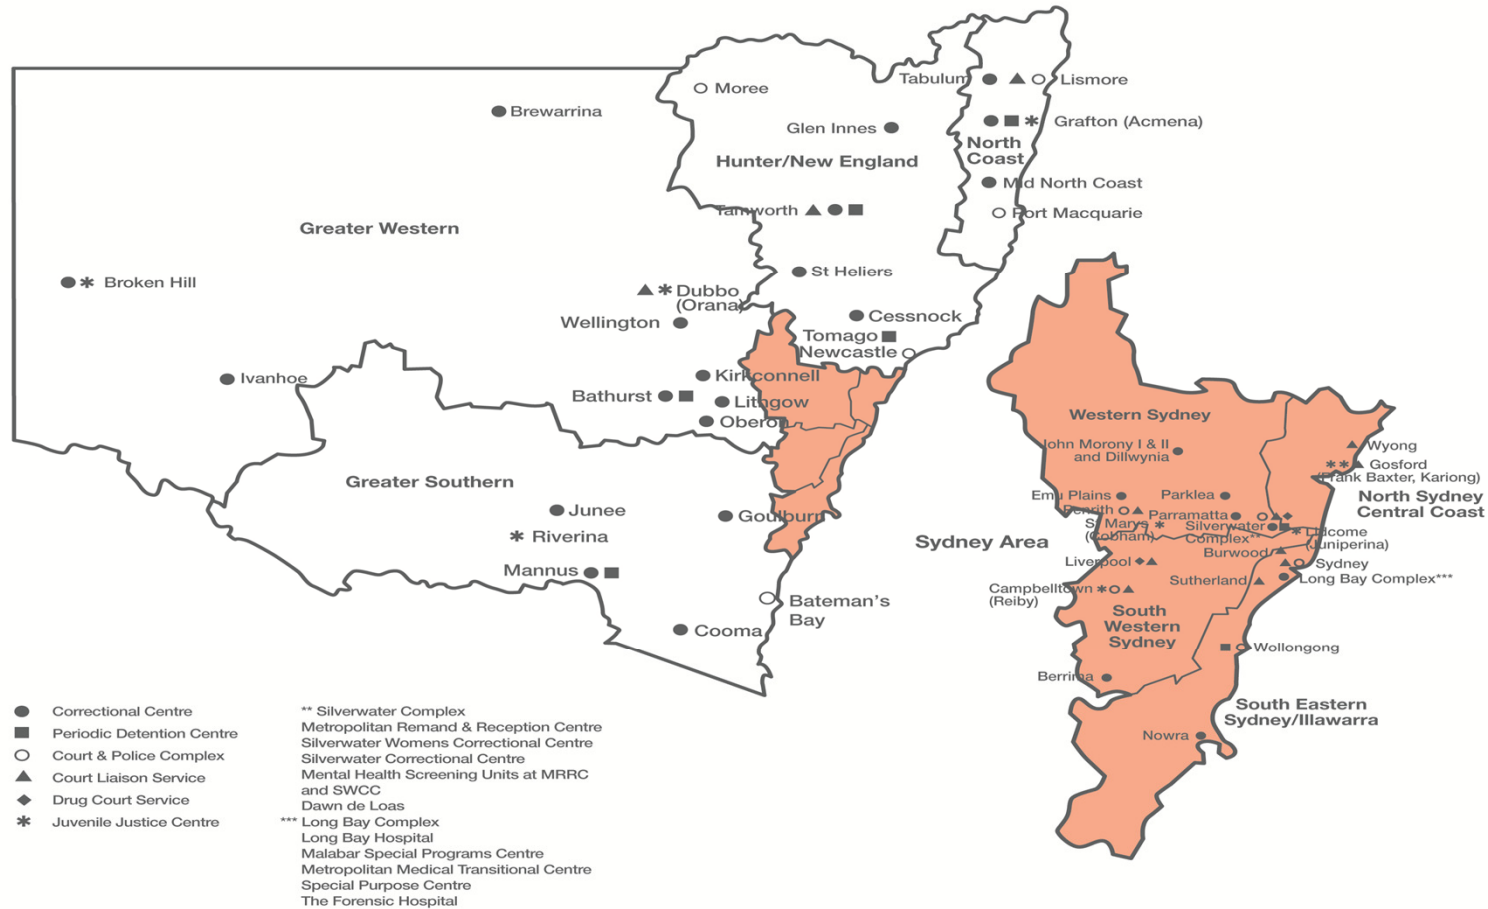 Moree
Tabulum
Lismore
Brewarrina
Glen Innes
Grafton (Acmena)
Hunter/New England
North
Coast
Mid North Coast
Tamworth
Port Macquarie
Greater Western
St Heliers
Broken Hill
Dubbo
(Orana)
Cessnock
Wellington
Tomago
Newcastle
Ivanhoe
Kirkconnell
Bathurst
Lithgow
Oberon
Greater Southern
Junee
Goulburn
Riverina
Mannus
Bateman's
Bay
Cooma
Sydney Area
Western Sydney
John Morony I & II
and Dillwynia
Wyong
Gosford
(Frank Baxter, Kariong)
North Sydney
Central Coast
Emu Plains
Parklea
Penrith
Parramatta
St Marys
(Cobham)
Silverwater
Complex**
Lidcome
(Juniperina)
Burwood
Liverpool
Sydney
Sutherland
Long Bay Complex***
Campbelltown
(Reiby)
South
Western
Sydney
Wollongong
Berrima
South Eastern
Sydney/Illawarra
Nowra
Correctional Centre
Periodic Detention Centre
Court & Police Complex
Court Liaison Service
Drug Court Service
Juvenile Justice Centre
** Silverwater Complex
Metropolitan Remand & Reception Centre
Silverwater Womens Correctional Centre
Silverwater Correctional Centre
Mental Health Screening Units at MRRC
and SWCC
Dawn de Loas
*** Long Bay Complex
Long Bay Hospital
Malabar Special Programs Centre
Metropolitan Medical Transitional Centre
Special Purpose Centre
The Forensic Hospital